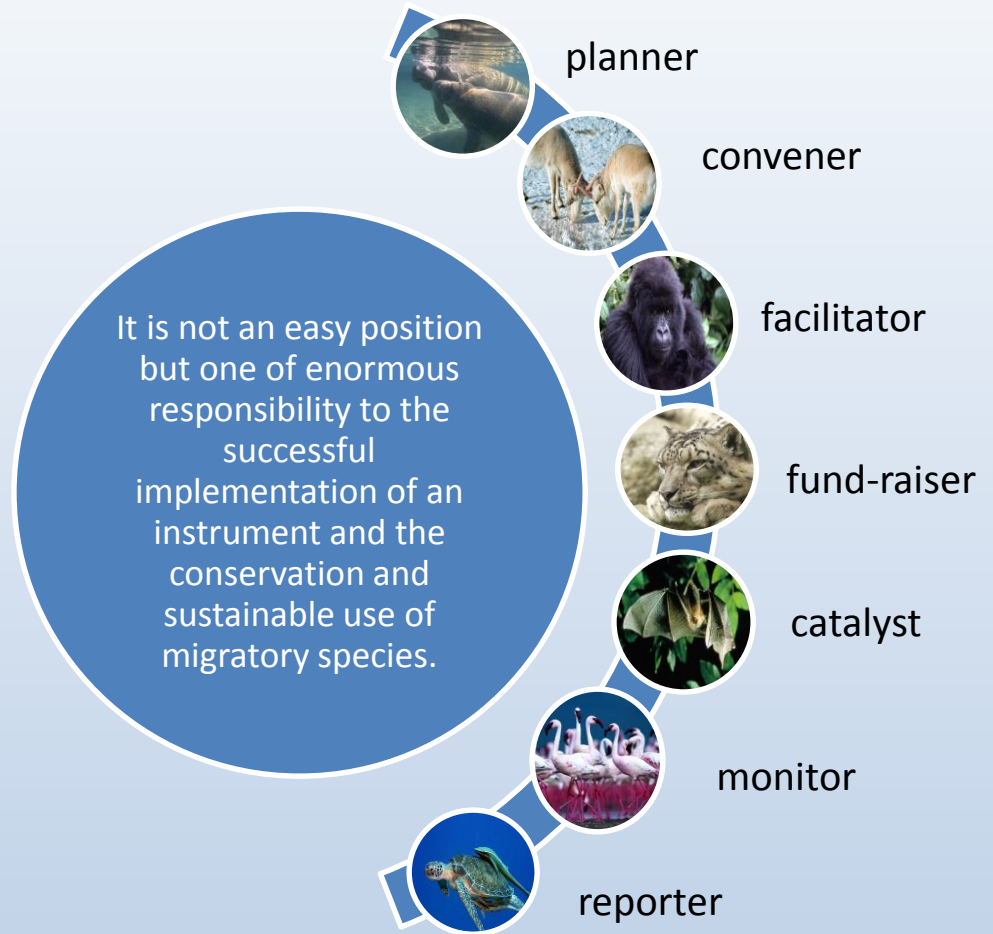 planner
convener
facilitator
fund-raiser
catalyst
monitor
reporter
It is not an easy position
but one of enormous
responsibility to the
successful
implementation of an
instrument and the
conservation and
sustainable use of
migratory species.